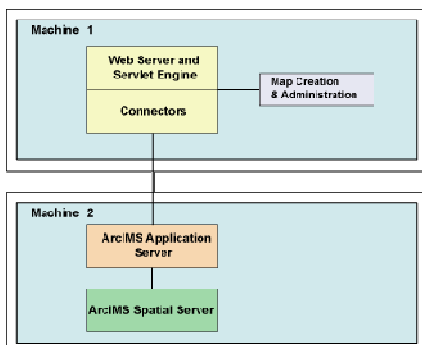 Machine 1
Web Server and
Servlet Engine
Connectors
Map Creation
& Administration
Machine 2
ArcIMS Application
Server
ArcIMS Spatial Server